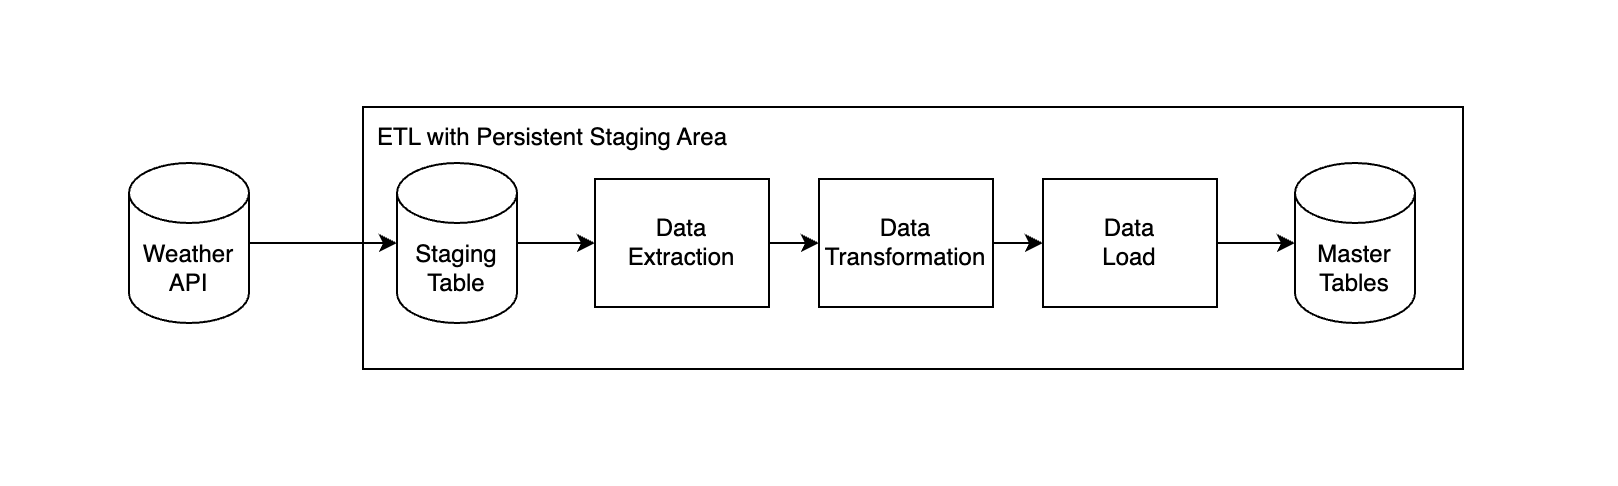 ETL with Persistent Staging Area
Weather
API
Staging
Table
Data
Extraction
Data
Transformation
Data
Load
Master
Tables